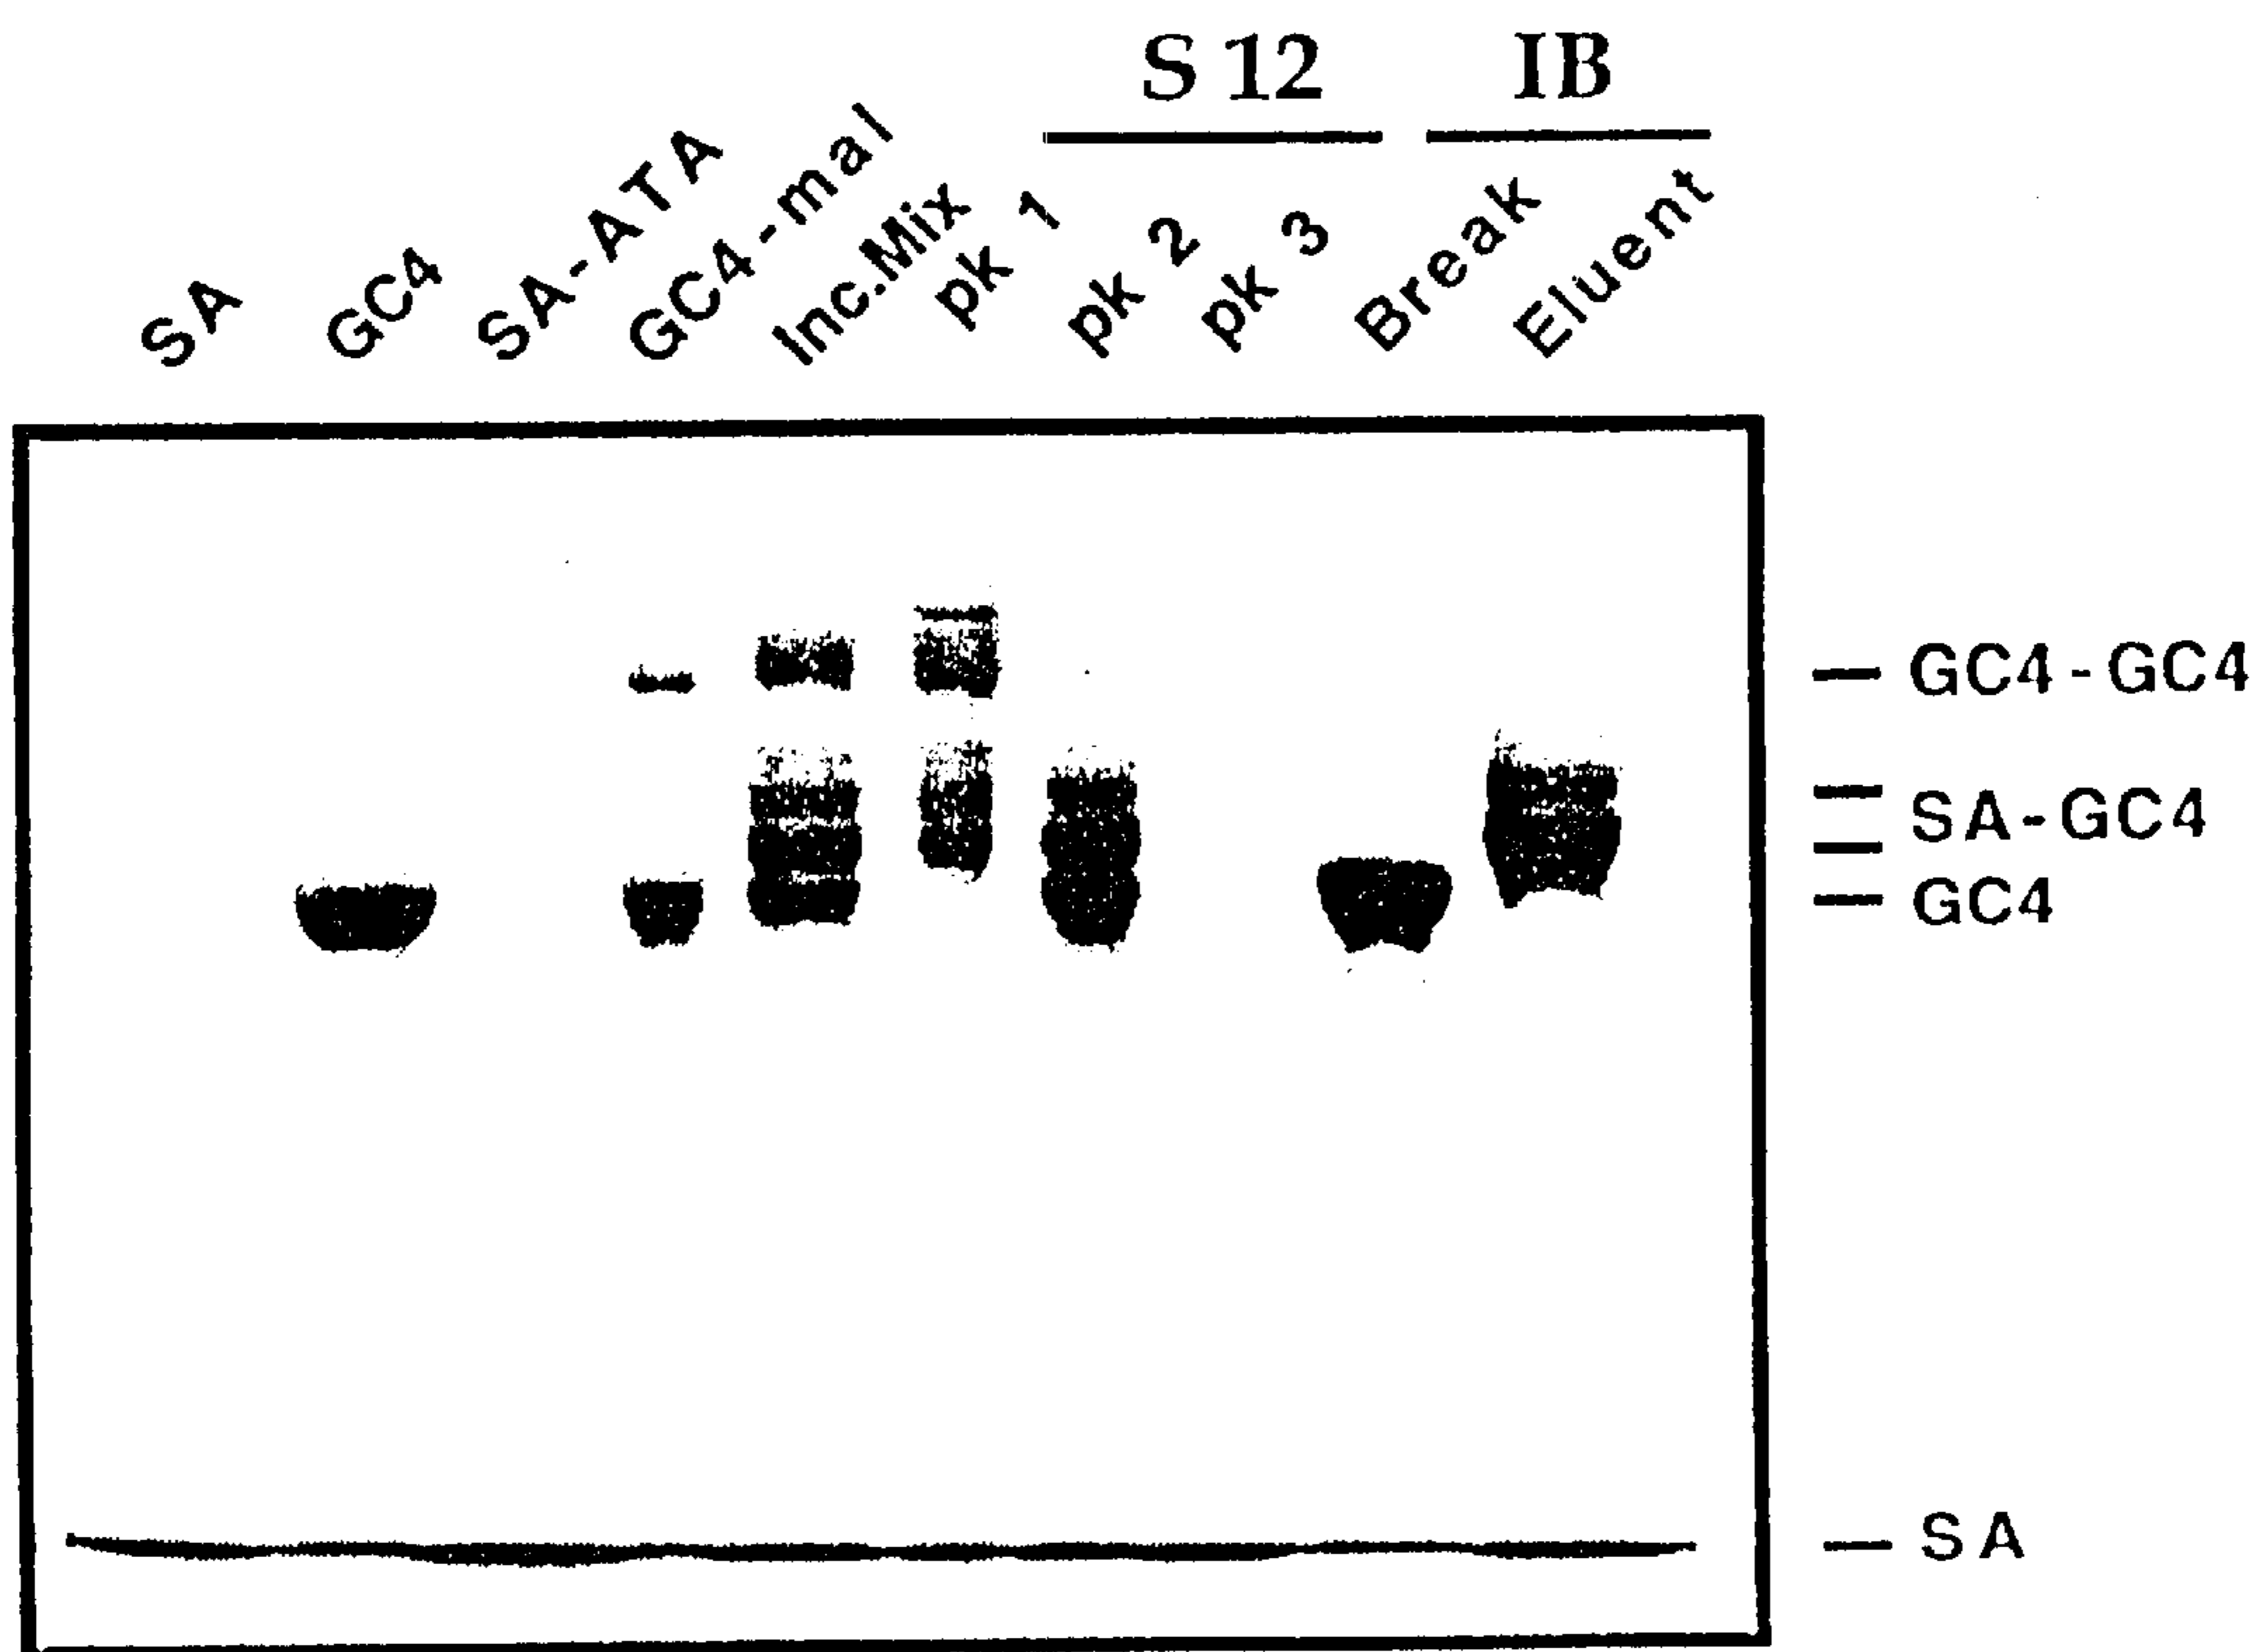 S 12 IB
SA GC4 SA-ATA GC4-mal Inc.Mix pk 1 pk 2 pk 3 Break Eluent
GC4-GC4
SA-GC4
GC4
SA